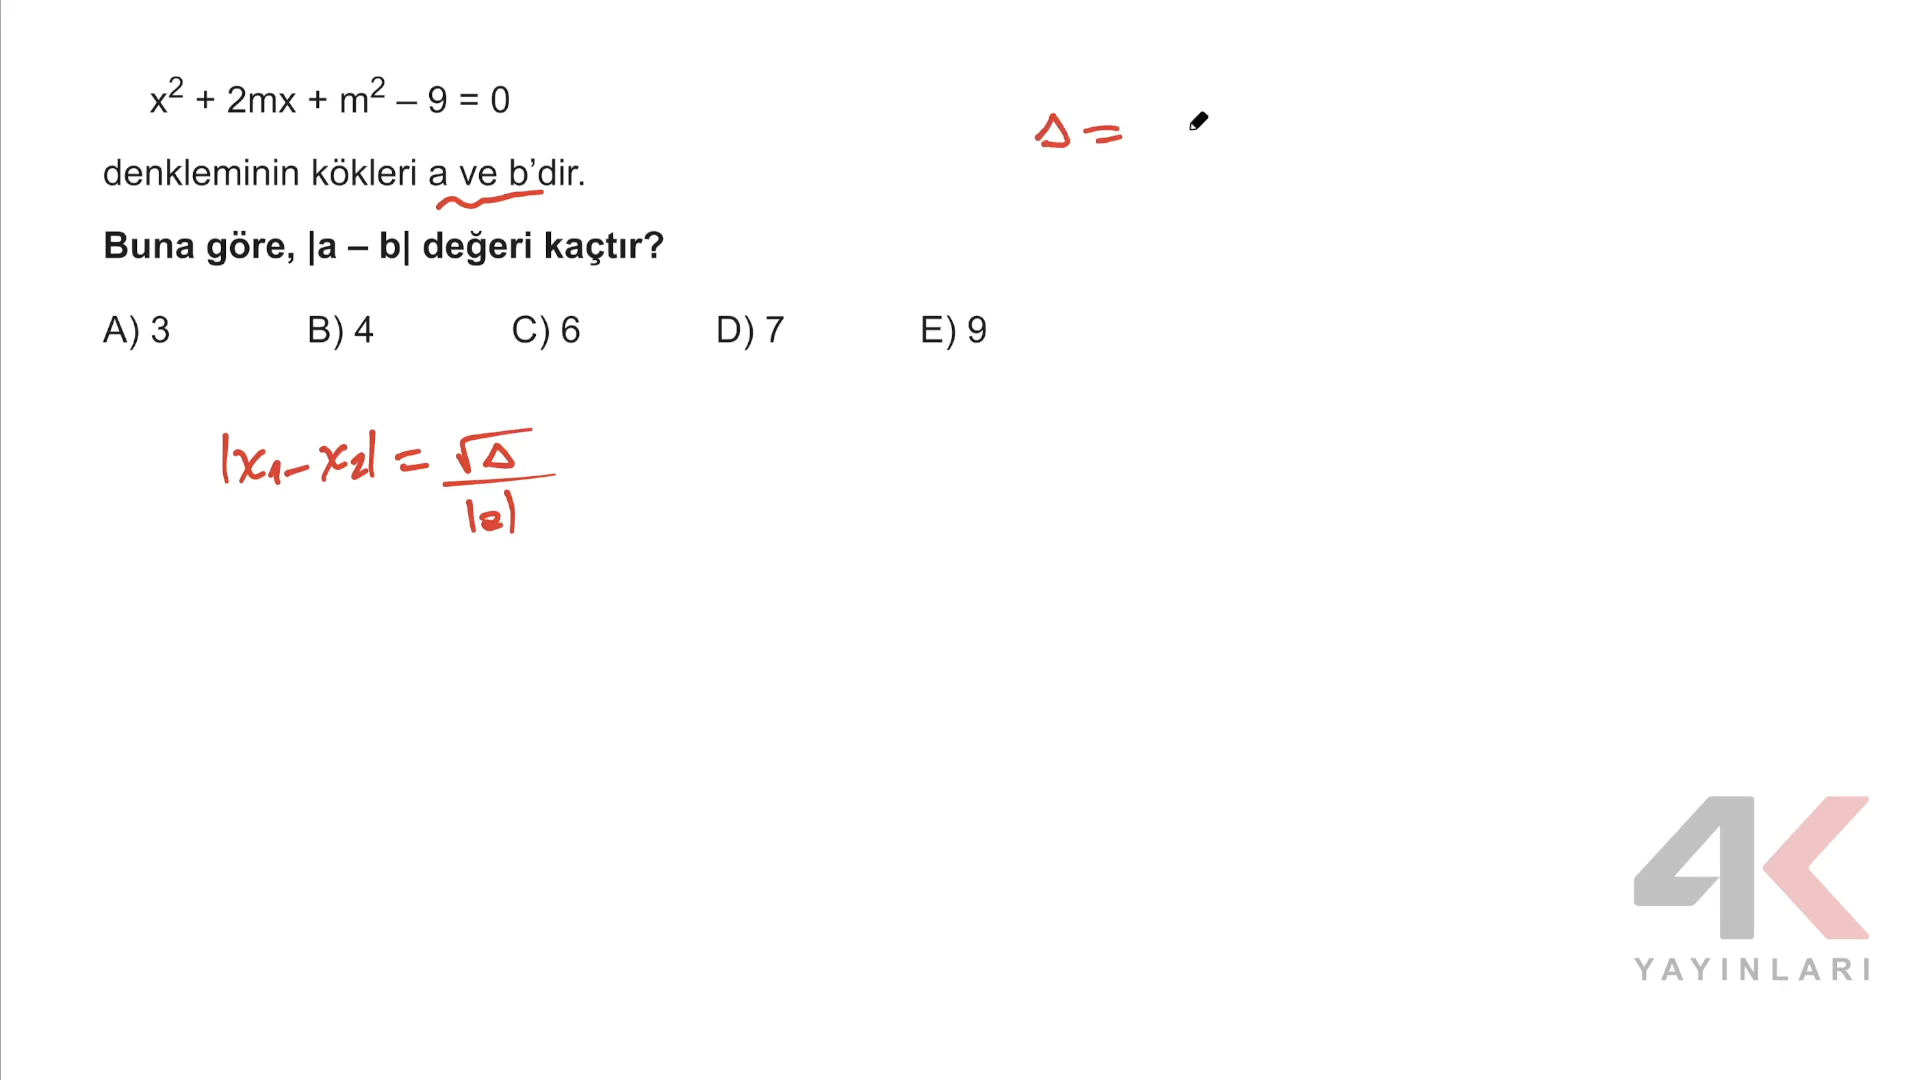 x² + 2mx + m² – 9 = 0
Δ =
denkleminin kökleri a ve b’dir.
Buna göre, |a – b| değeri kaçtır?
A) 3 B) 4 C) 6 D) 7 E) 9
|x₁ – x₂| = √Δ / |a|
4K
YAYINLARI